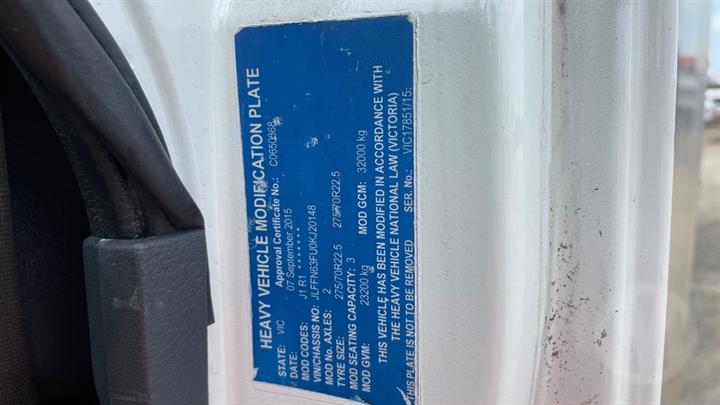 HEAVY VEHICLE MODIFICATION PLATE
STATE: VIC Approval Certificate No.: C0650868
DATE: 07 September 2015
MOD CODES: J1 R1 * * * * * * *
VIN/CHASSIS NO: JLFFN63FU0KJ20148
MOD No. AXLES: 2
TYRE SIZE: 275/70R22.5 275/70R22.5
MOD SEATING CAPACITY: 3
MOD GVM: 23200 kg MOD GCM: 32000 kg
THIS VEHICLE HAS BEEN MODIFIED IN ACCORDANCE WITH
THE HEAVY VEHICLE NATIONAL LAW (VICTORIA)
THIS PLATE IS NOT TO BE REMOVED SER. No.: VIC17851/15